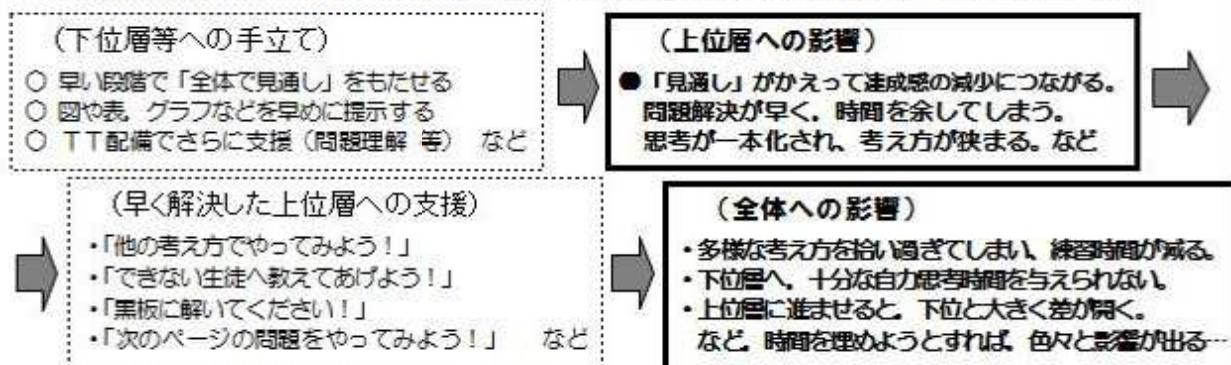 (下位層等への手立て)
○ 早い段階で「全体で見通し」をもたせる
○ 図や表,グラフなどを早めに提示する
○ TT配備でさらに支援(問題理解 等) など
(上位層への影響)
●「見通し」がかえって達成感の減少につながる。
問題解決が早く,時間を余してしまう。
思考が一本化され、考え方が狭まる。など
(早く解決した上位層への支援)
・「他の考え方でやってみよう!」
・「できない生徒へ教えてあげよう!」
・「黒板に解いてください!」
・「次のページの問題をやってみよう!」 など
(全体への影響)
・多様な考え方を拾い過ぎてしまい、練習時間が減る。
・下位層へ,十分な自力思考時間を与えられない。
・上位層に進ませると,下位と大きく差が開く。
など,時間を埋めようとすれば,色々と影響が出る…